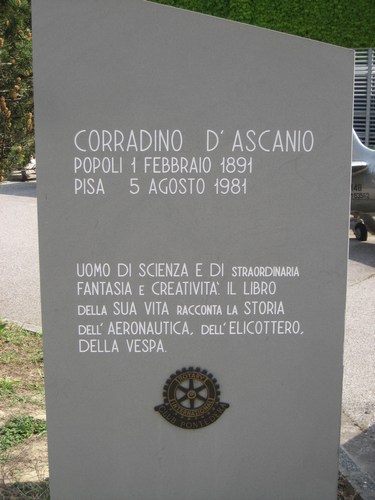 CORRADINO D'ASCANIO
POPOLI 1 FEBBRAIO 1891
PISA 5 AGOSTO 1981
UOMO DI SCIENZA E DI STRAORDINARIA
FANTASIA E CREATIVITA'. IL LIBRO
DELLA SUA VITA RACCONTA LA STORIA
DELL'AERONAUTICA, DELL'ELICOTTERO,
DELLA VESPA.